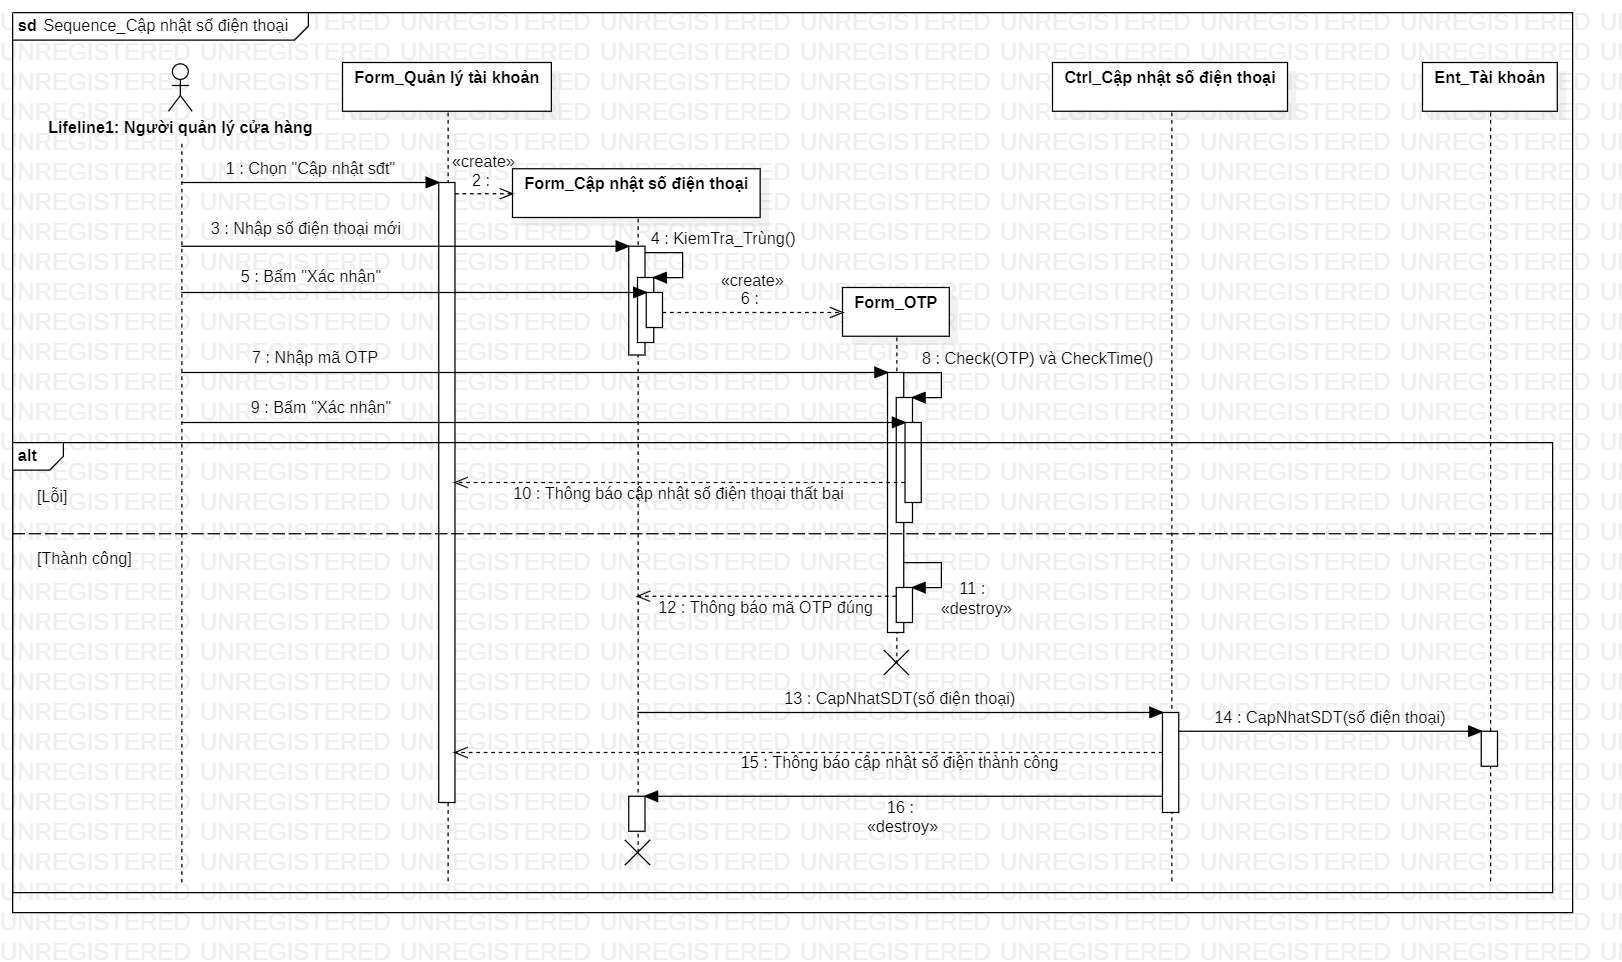 sd Sequence_Cập nhật số điện thoại
Form_Quản lý tài khoản
Ctrl_Cập nhật số điện thoại
Ent_Tài khoản
Lifeline1: Người quản lý cửa hàng
1 : Chọn "Cập nhật sđt"
«create»
2 :
Form_Cập nhật số điện thoại
3 : Nhập số điện thoại mới
4 : KiemTra_Trùng()
5 : Bấm "Xác nhận"
«create»
6 :
Form_OTP
7 : Nhập mã OTP
8 : Check(OTP) và CheckTime()
9 : Bấm "Xác nhận"
alt
[Lỗi]
10 : Thông báo cập nhật số điện thoại thất bại
[Thành công]
11 :
«destroy»
12 : Thông báo mã OTP đúng
13 : CapNhatSDT(số điện thoại)
14 : CapNhatSDT(số điện thoại)
15 : Thông báo cập nhật số điện thành công
16 :
«destroy»
UNREGISTERED